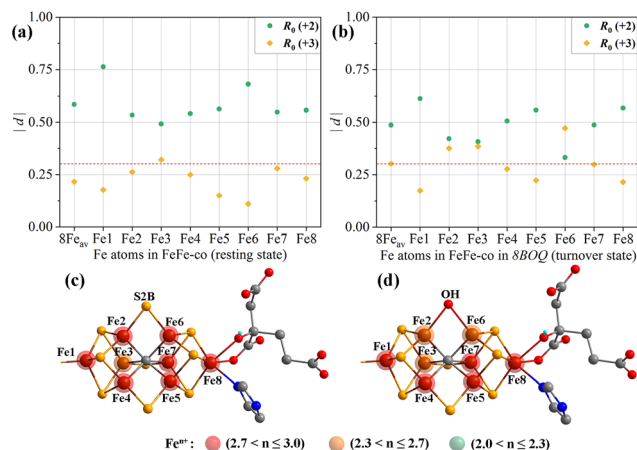 (a)
R₀ (+2)
R₀ (+3)
1.00
0.75
0.50
0.25
0.00
| d |
8Feav Fe1 Fe2 Fe3 Fe4 Fe5 Fe6 Fe7 Fe8
Fe atoms in FeFe-co (resting state)
(b)
R₀ (+2)
R₀ (+3)
1.00
0.75
0.50
0.25
0.00
| d |
8Feav Fe1 Fe2 Fe3 Fe4 Fe5 Fe6 Fe7 Fe8
Fe atoms in FeFe-co in 8BOQ (turnover state)
(c)
S2B
Fe2 Fe6
Fe1 Fe3 Fe7
Fe8
Fe4 Fe5
(d)
OH
Fe2 Fe6
Fe1 Fe3 Fe7
Fe8
Fe4 Fe5
Feⁿ⁺: (2.7 < n ≤ 3.0) (2.3 < n ≤ 2.7) (2.0 < n ≤ 2.3)